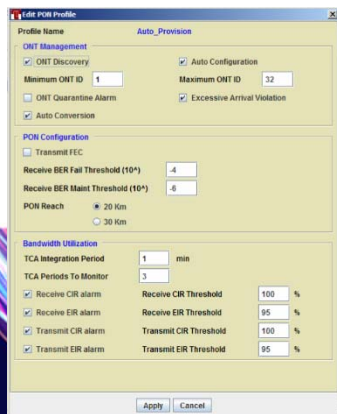 Edit PON Profile
Profile Name Auto_Provision
ONT Management
ONT Discovery Auto Configuration
Minimum ONT ID 1 Maximum ONT ID 32
ONT Quarantine Alarm Excessive Arrival Violation
Auto Conversion
PON Configuration
Transmit FEC
Receive BER Fail Threshold (10^) -4
Receive BER Maint Threshold (10^) -6
PON Reach 20 Km
30 Km
Bandwidth Utilization
TCA Integration Period 1 min
TCA Periods To Monitor 3
Receive CIR alarm Receive CIR Threshold 100 %
Receive EIR alarm Receive EIR Threshold 95 %
Transmit CIR alarm Transmit CIR Threshold 100 %
Transmit EIR alarm Transmit EIR Threshold 95 %
Apply Cancel